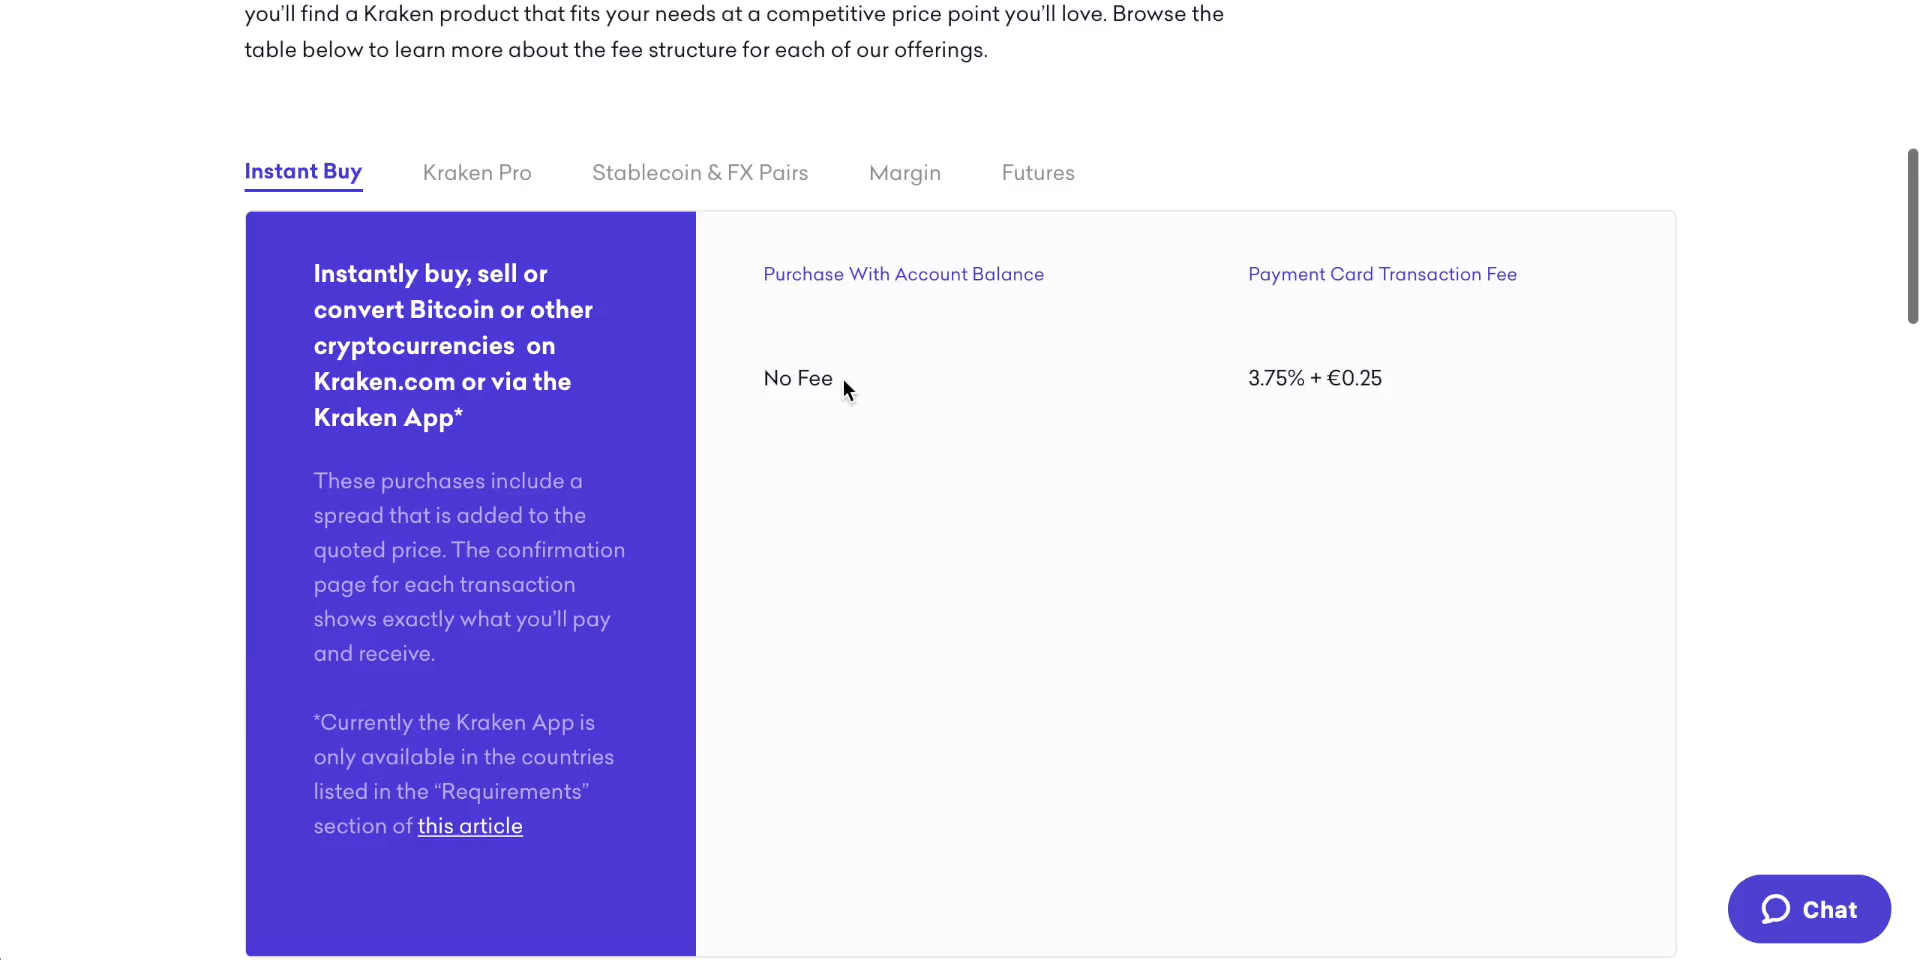 you'll find a Kraken product that fits your needs at a competitive price point you'll love. Browse the
table below to learn more about the fee structure for each of our offerings.
Instant Buy
Kraken Pro
Stablecoin & FX Pairs
Margin
Futures
Instantly buy, sell or
convert Bitcoin or other
cryptocurrencies on
Kraken.com or via the
Kraken App*
These purchases include a
spread that is added to the
quoted price. The confirmation
page for each transaction
shows exactly what you'll pay
and receive.
*Currently the Kraken App is
only available in the countries
listed in the “Requirements”
section of this article
Purchase With Account Balance
No Fee
Payment Card Transaction Fee
3.75% + €0.25
Chat